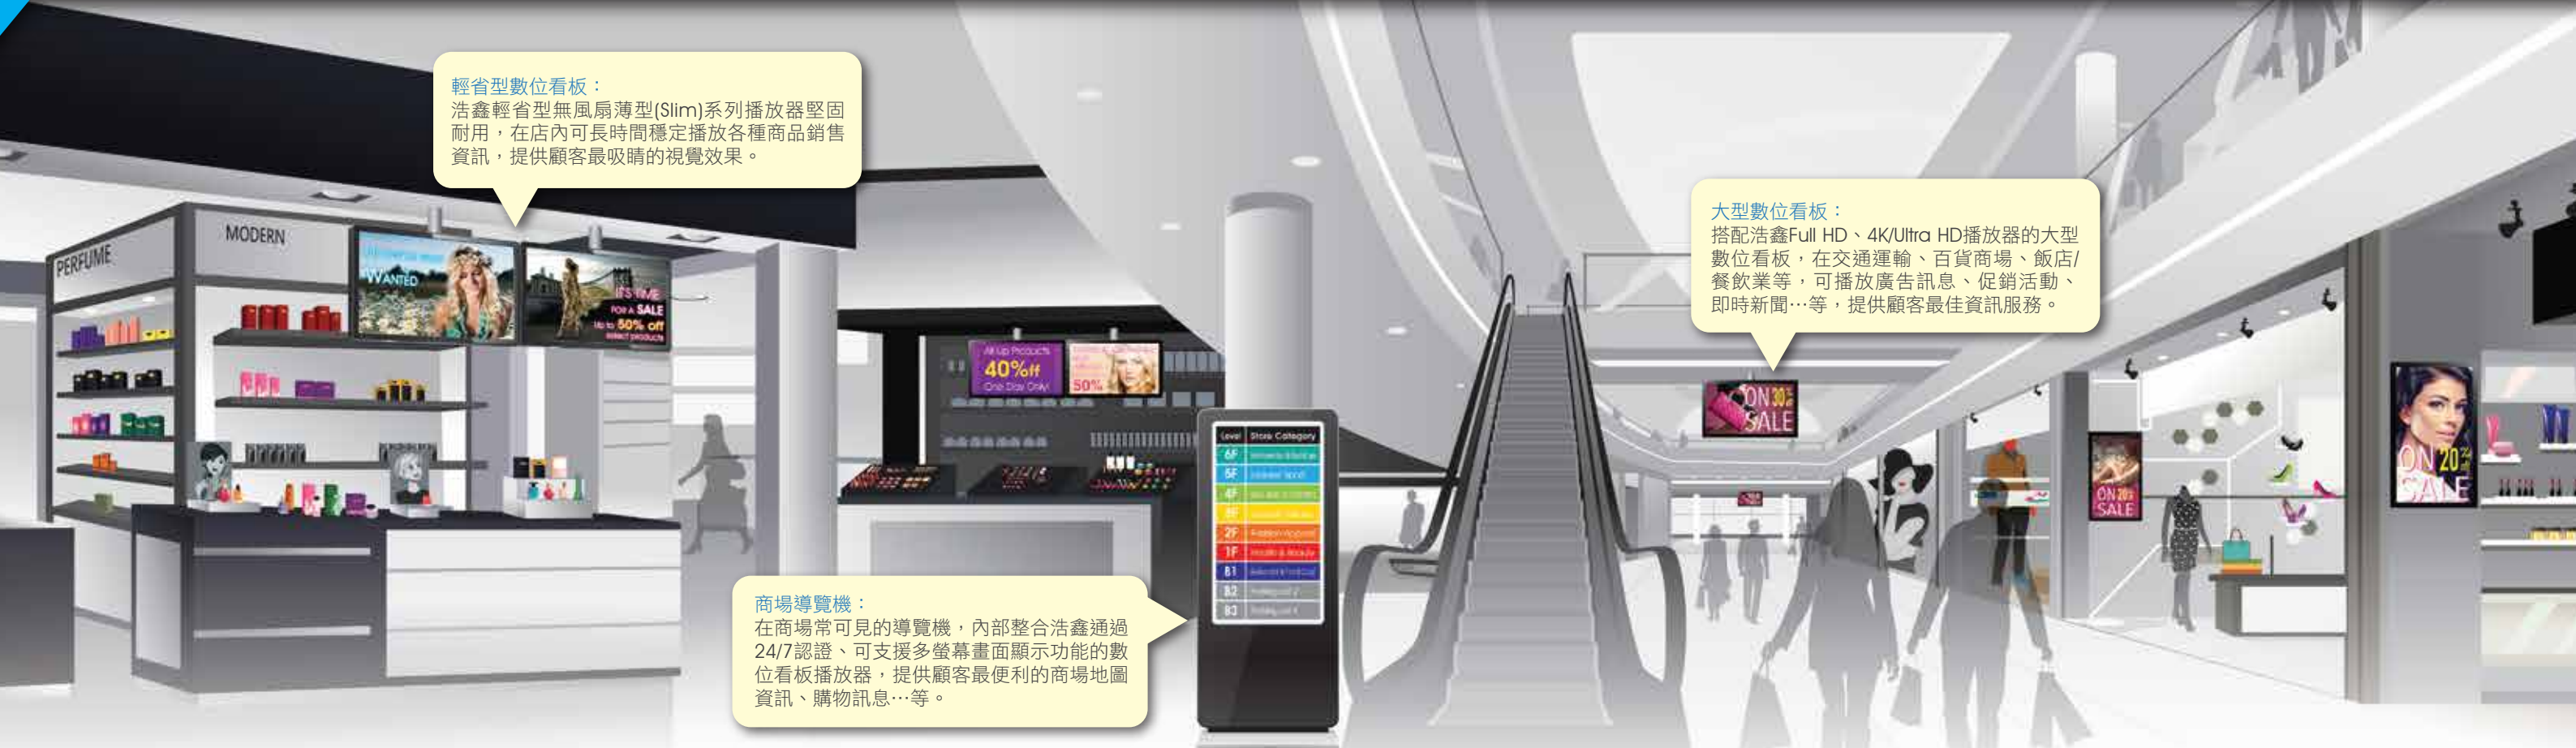 輕省型數位看板：
浩鑫輕省型無風扇薄型(Slim)系列播放器堅固
耐用，在店內可長時間穩定播放各種商品銷售
資訊，提供顧客最吸睛的視覺效果。
PERFUME
MODERN
WANTED
IT'S TIME
FOR A SALE
Up to 50% off
select products
All Lip Products
40%ff
One Day Only!
50%
商場導覽機：
在商場常可見的導覽機，內部整合浩鑫通過
24/7認證、可支援多螢幕畫面顯示功能的數
位看板播放器，提供顧客最便利的商場地圖
資訊、購物訊息⋯等。
Level Store Category
6F
5F
4F
2F Fashion Apparel
1F Health & Beauty
B1
B2
B3
大型數位看板：
搭配浩鑫Full HD、4K/Ultra HD播放器的大型
數位看板，在交通運輸、百貨商場、飯店/
餐飲業等，可播放廣告訊息、促銷活動、
即時新聞⋯等，提供顧客最佳資訊服務。
ON 30%
SALE
ON 20%
SALE
ON 20%
SALE